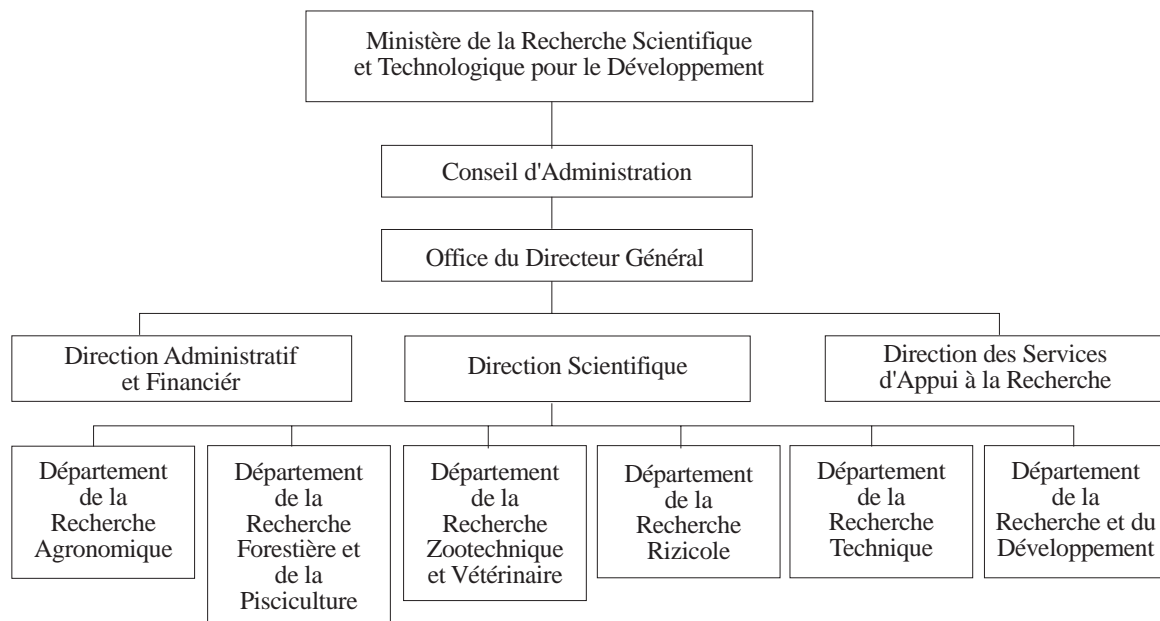 Ministère de la Recherche Scientifique
et Technologique pour le Développement
Conseil d'Administration
Office du Directeur Général
Direction Administratif
et Financiér
Direction Scientifique
Direction des Services
d'Appui à la Recherche
Département
de la
Recherche
Agronomique
Département
de la
Recherche
Forestière et
de la
Pisciculture
Département
de la
Recherche
Zootechnique
et Vétérinaire
Département
de la
Recherche
Rizicole
Département
de la
Recherche
Technique
Département
de la
Recherche et du
Développement